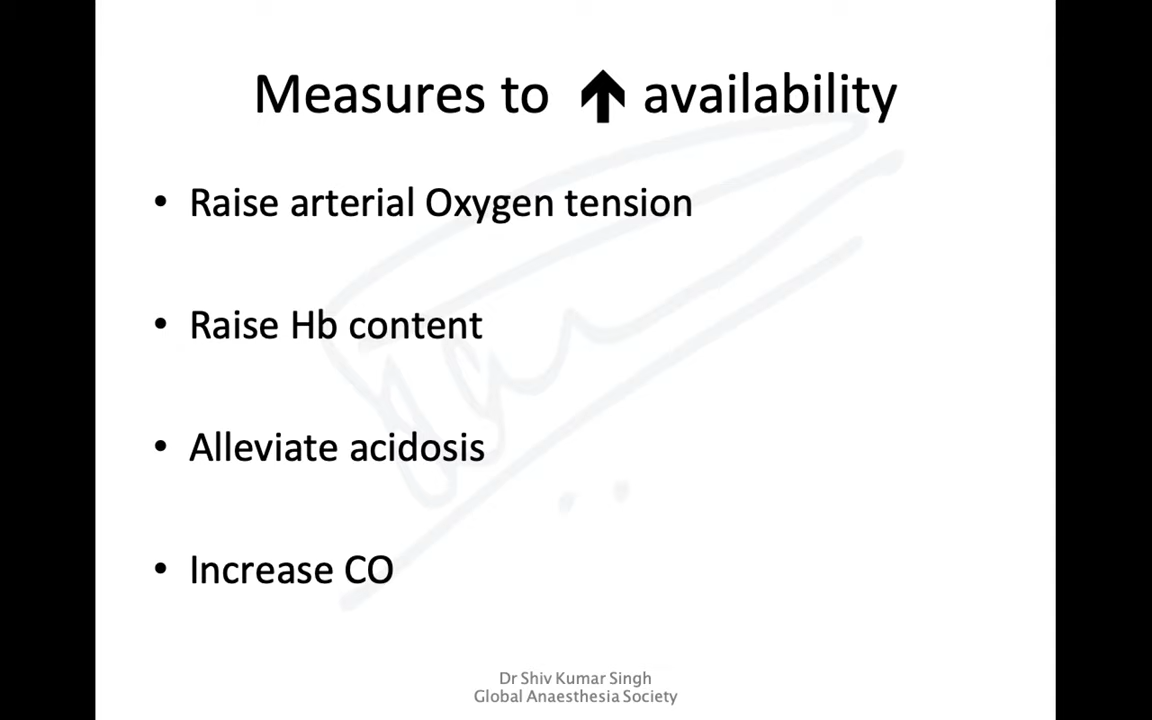 Measures to ↑ availability
• Raise arterial Oxygen tension
• Raise Hb content
• Alleviate acidosis
• Increase CO
Dr Shiv Kumar Singh
Global Anaesthesia Society